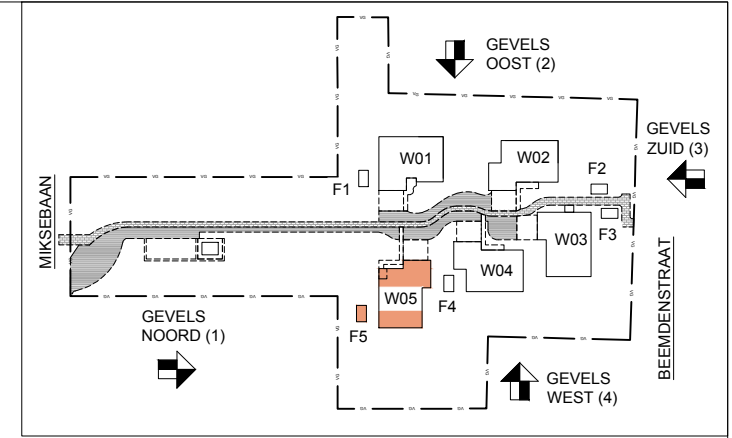 GEVELS
OOST (2)
GEVELS
ZUID (3)
W01
W02
F1
F2
F3
MIKSEBAAN
W03
W04
W05
F4
F5
GEVELS
NOORD (1)
GEVELS
WEST (4)
BEEMDENSTRAAT